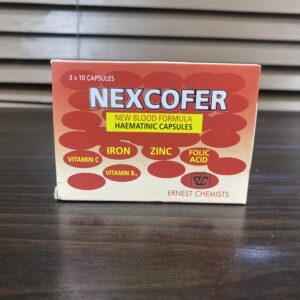 3 x 10 CAPSULES
NEXCOFER
NEW BLOOD FORMULA
HAEMATINIC CAPSULES
VITAMIN C
IRON
ZINC
FOLIC
ACID
VITAMIN B₁₂
ERNEST CHEMISTS